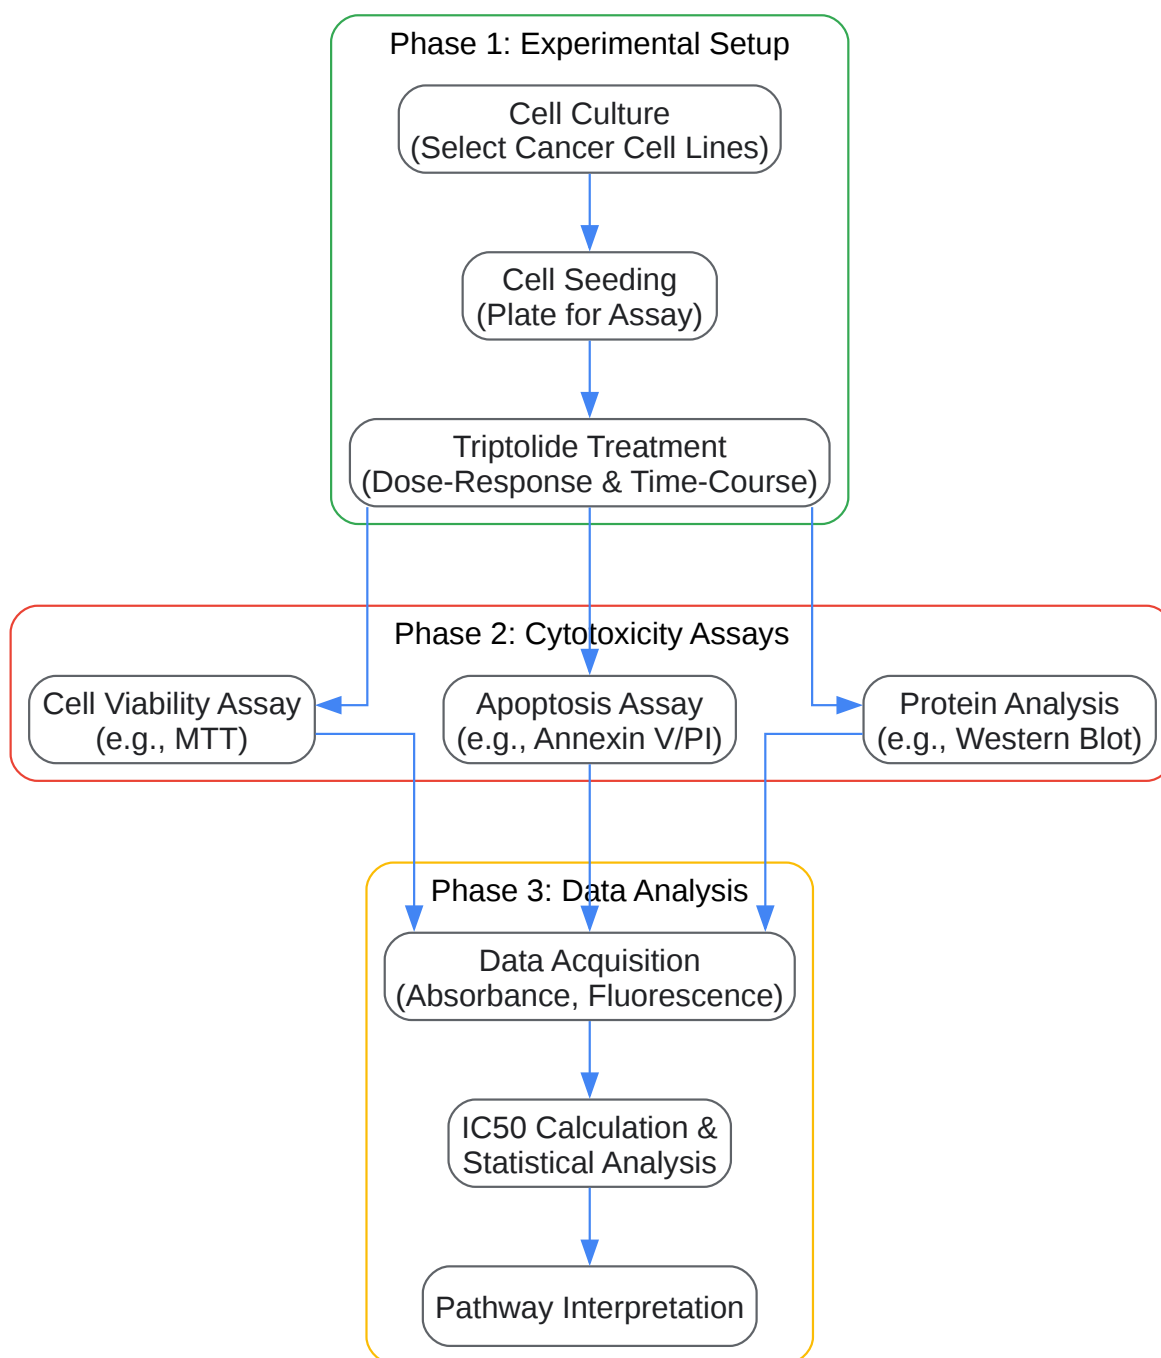 Phase 1: Experimental Setup
Cell Culture
(Select Cancer Cell Lines)
Cell Seeding
(Plate for Assay)
Triptolide Treatment
(Dose-Response & Time-Course)
Phase 2: Cytotoxicity Assays
Cell Viability Assay
(e.g., MTT)
Apoptosis Assay
(e.g., Annexin V/PI)
Protein Analysis
(e.g., Western Blot)
Phase 3: Data Analysis
Data Acquisition
(Absorbance, Fluorescence)
IC50 Calculation &
Statistical Analysis
Pathway Interpretation